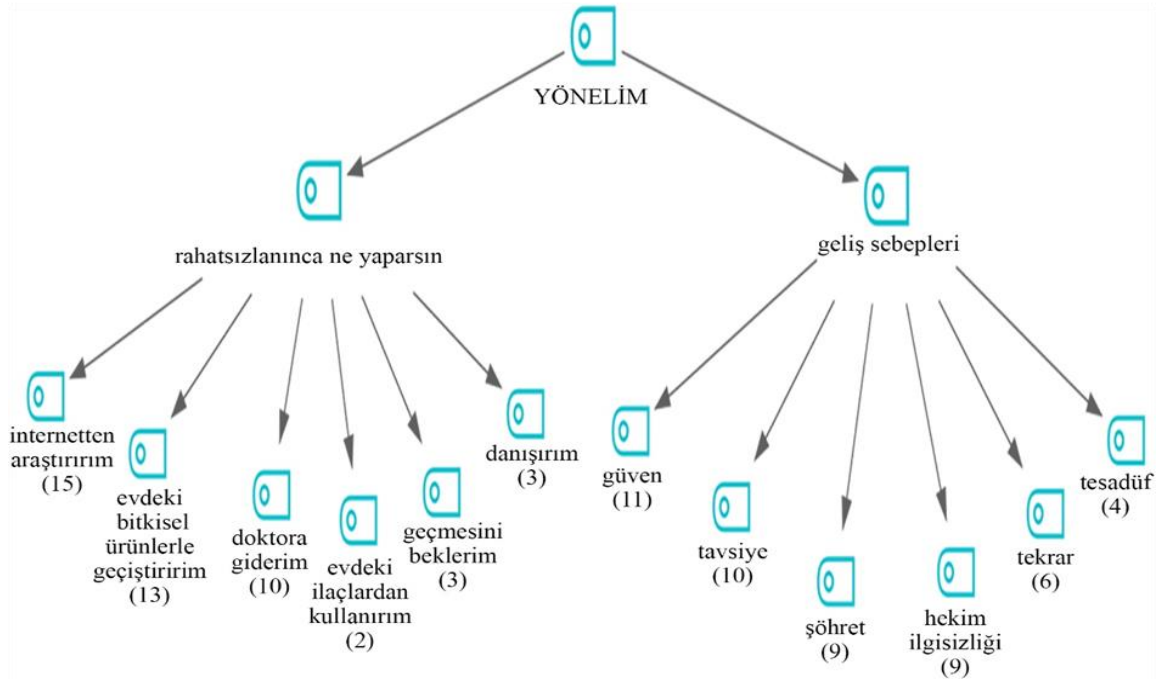 YÖNELİM
rahatsızlanınca ne yaparsın
geliş sebepleri
internetten
araştırırım
(15)
evdeki
bitkisel
ürünlerle
geçiştiririm
(13)
doktora
giderim
(10)
evdeki
ilaçlardan
kullanırım
(2)
geçmesini
beklerim
(3)
danışırım
(3)
güven
(11)
tavsiye
(10)
şöhret
(9)
hekim
ilgisizliği
(9)
tekrar
(6)
tesadüf
(4)